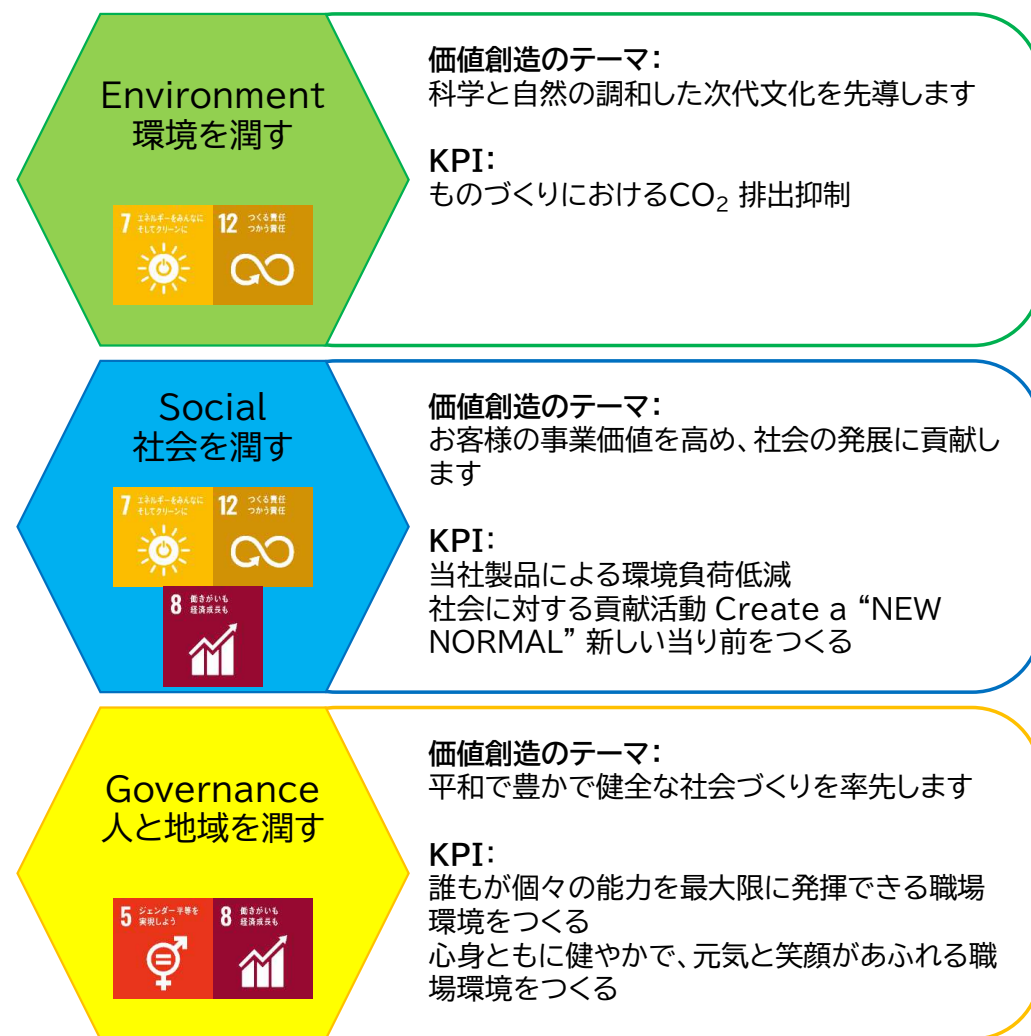 Environment
環境を潤す
7 エネルギーをみんなに
そしてクリーンに
12 つくる責任
つかう責任
価値創造のテーマ：
科学と自然の調和した次代文化を先導します
KPI：
ものづくりにおけるCO₂ 排出抑制
Social
社会を潤す
7 エネルギーをみんなに
そしてクリーンに
12 つくる責任
つかう責任
8 働きがいも
経済成長も
価値創造のテーマ：
お客様の事業価値を高め、社会の発展に貢献し
ます
KPI：
当社製品による環境負荷低減
社会に対する貢献活動 Create a “NEW
NORMAL” 新しい当り前をつくる
Governance
人と地域を潤す
5 ジェンダー平等を
実現しよう
8 働きがいも
経済成長も
価値創造のテーマ：
平和で豊かで健全な社会づくりを率先します
KPI：
誰もが個々の能力を最大限に発揮できる職場
環境をつくる
心身ともに健やかで、元気と笑顔があふれる職
場環境をつくる